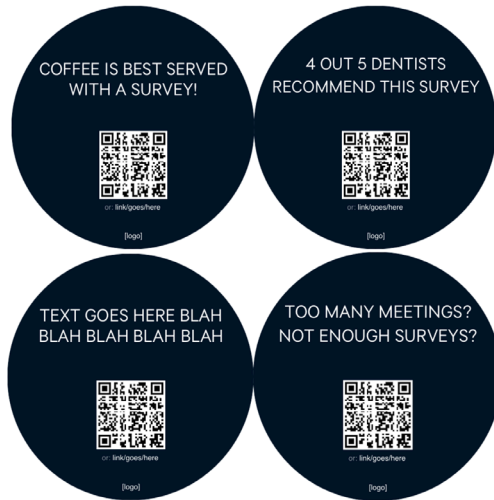 COFFEE IS BEST SERVED
WITH A SURVEY!
or: link/goes/here
[logo]
4 OUT 5 DENTISTS
RECOMMEND THIS SURVEY
or: link/goes/here
[logo]
TEXT GOES HERE BLAH
BLAH BLAH BLAH BLAH
or: link/goes/here
[logo]
TOO MANY MEETINGS?
NOT ENOUGH SURVEYS?
or: link/goes/here
[logo]